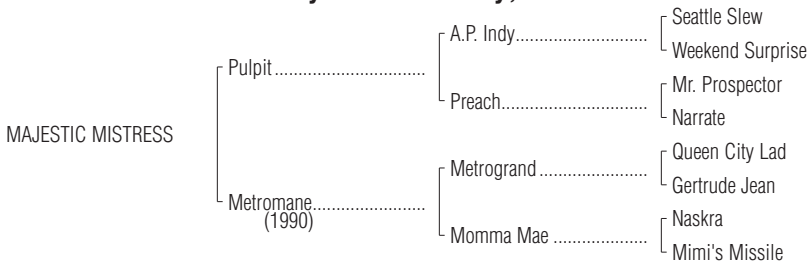 Seattle Slew
A.P. Indy..................................
Weekend Surprise
Pulpit ...............................
Mr. Prospector
Preach.....................................
Narrate
MAJESTIC MISTRESS
Queen City Lad
Metrogrand ............................
Gertrude Jean
Metromane.......................
(1990)
Naskra
Momma Mae ........................
Mimi's Missile